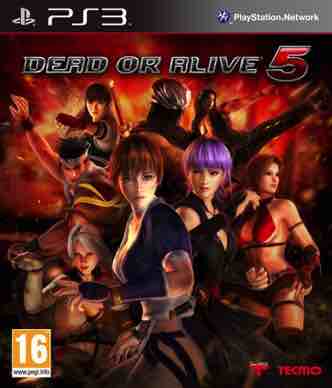 PS3
PlayStation.Network
DEAD OR ALIVE 5
16
www.pegi.info
TECMO